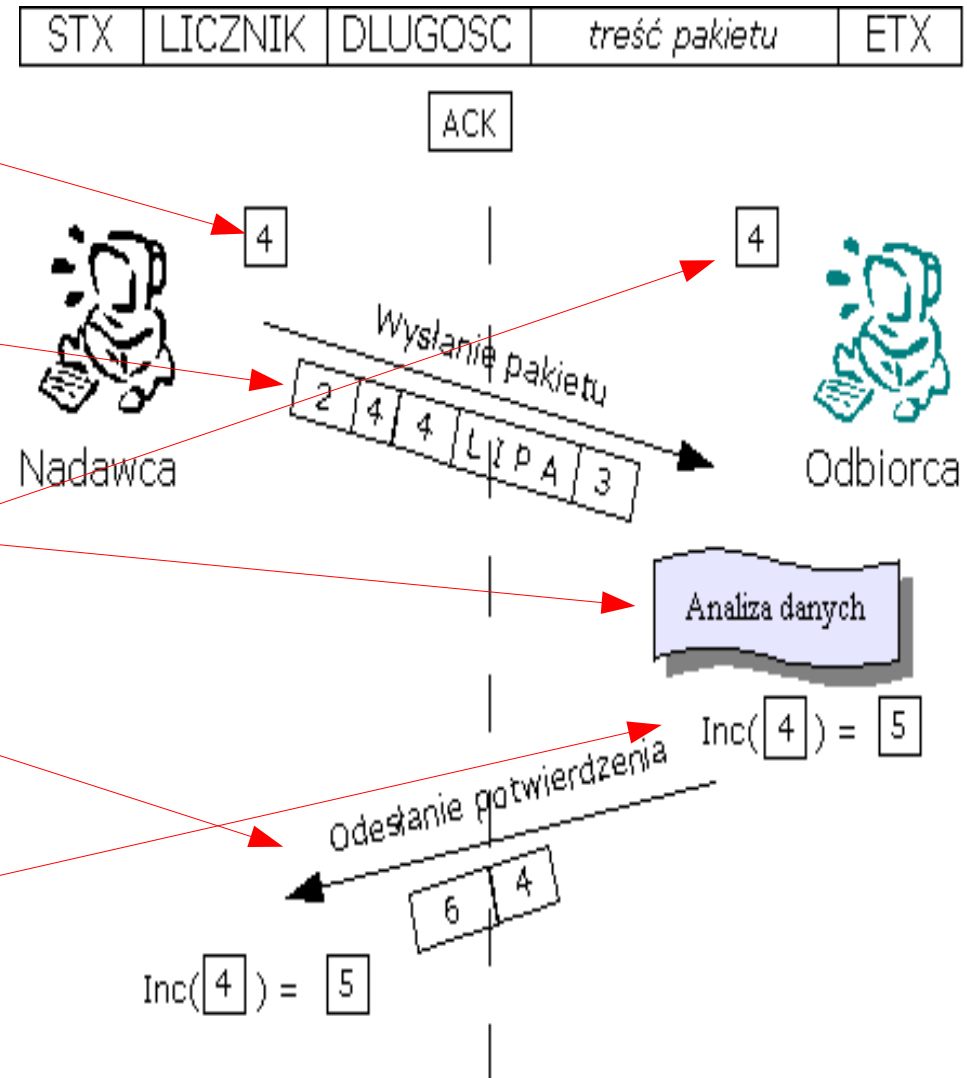 STX LICZNIK DLUGOSC treść pakietu ETX
ACK
4 4
Wysłanie pakietu
2 4 4 LIPA 3
Nadawca Odbiorca
Analiza danych
Inc( 4 ) = 5
Odesłanie potwierdzenia
6 4
Inc( 4 ) = 5